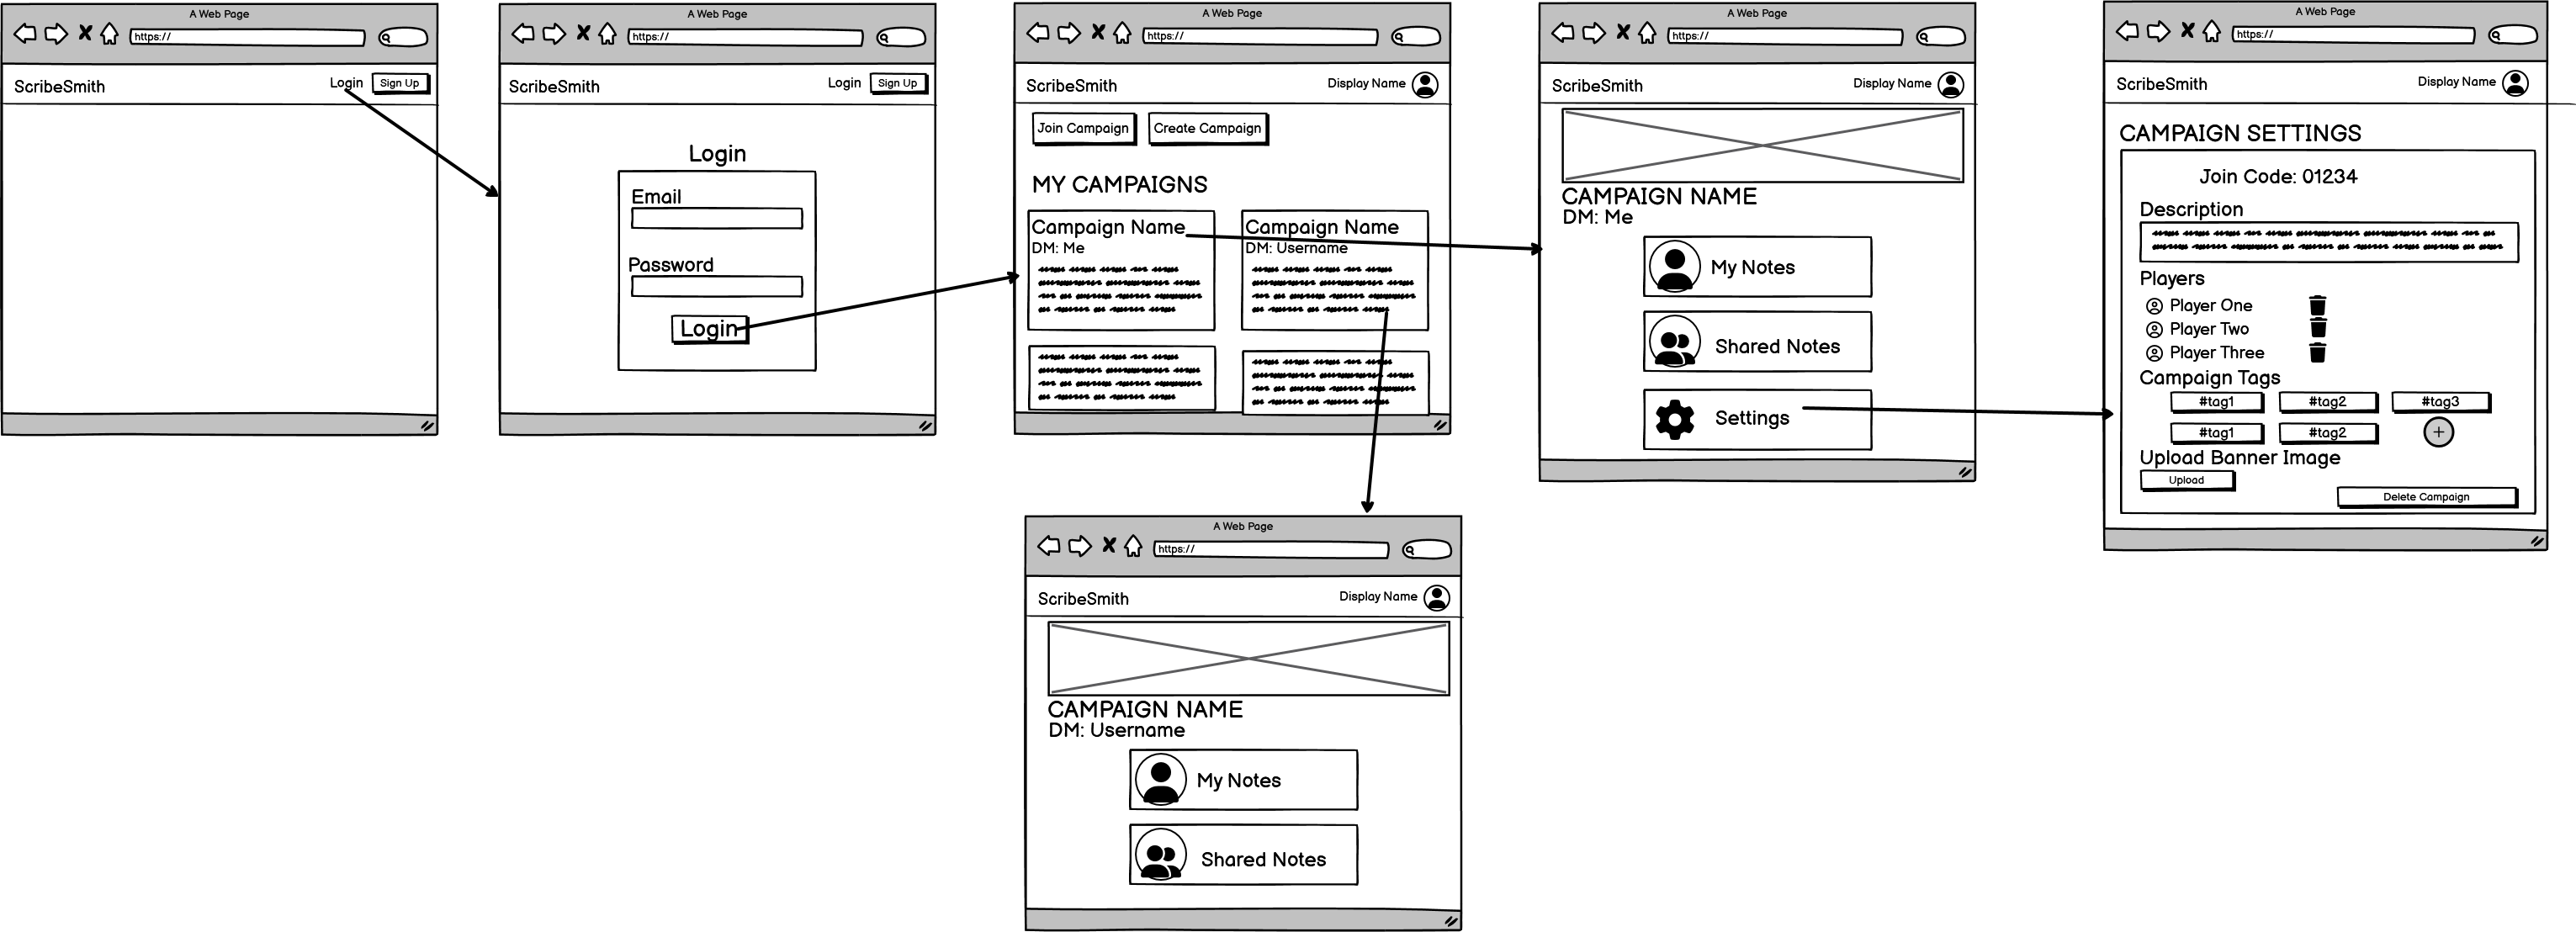 A Web Page
https://
ScribeSmith
Login
Sign Up
A Web Page
https://
ScribeSmith
Login
Sign Up
Login
Email
Password
Login
A Web Page
https://
ScribeSmith
Display Name
Join Campaign
Create Campaign
MY CAMPAIGNS
Campaign Name
DM: Me
Campaign Name
DM: Username
A Web Page
https://
ScribeSmith
Display Name
CAMPAIGN NAME
DM: Me
My Notes
Shared Notes
Settings
A Web Page
https://
ScribeSmith
Display Name
CAMPAIGN SETTINGS
Join Code: 01234
Description
Players
Player One
Player Two
Player Three
Campaign Tags
#tag1
#tag2
#tag3
#tag1
#tag2
+
Upload Banner Image
Upload
Delete Campaign
A Web Page
https://
ScribeSmith
Display Name
CAMPAIGN NAME
DM: Username
My Notes
Shared Notes